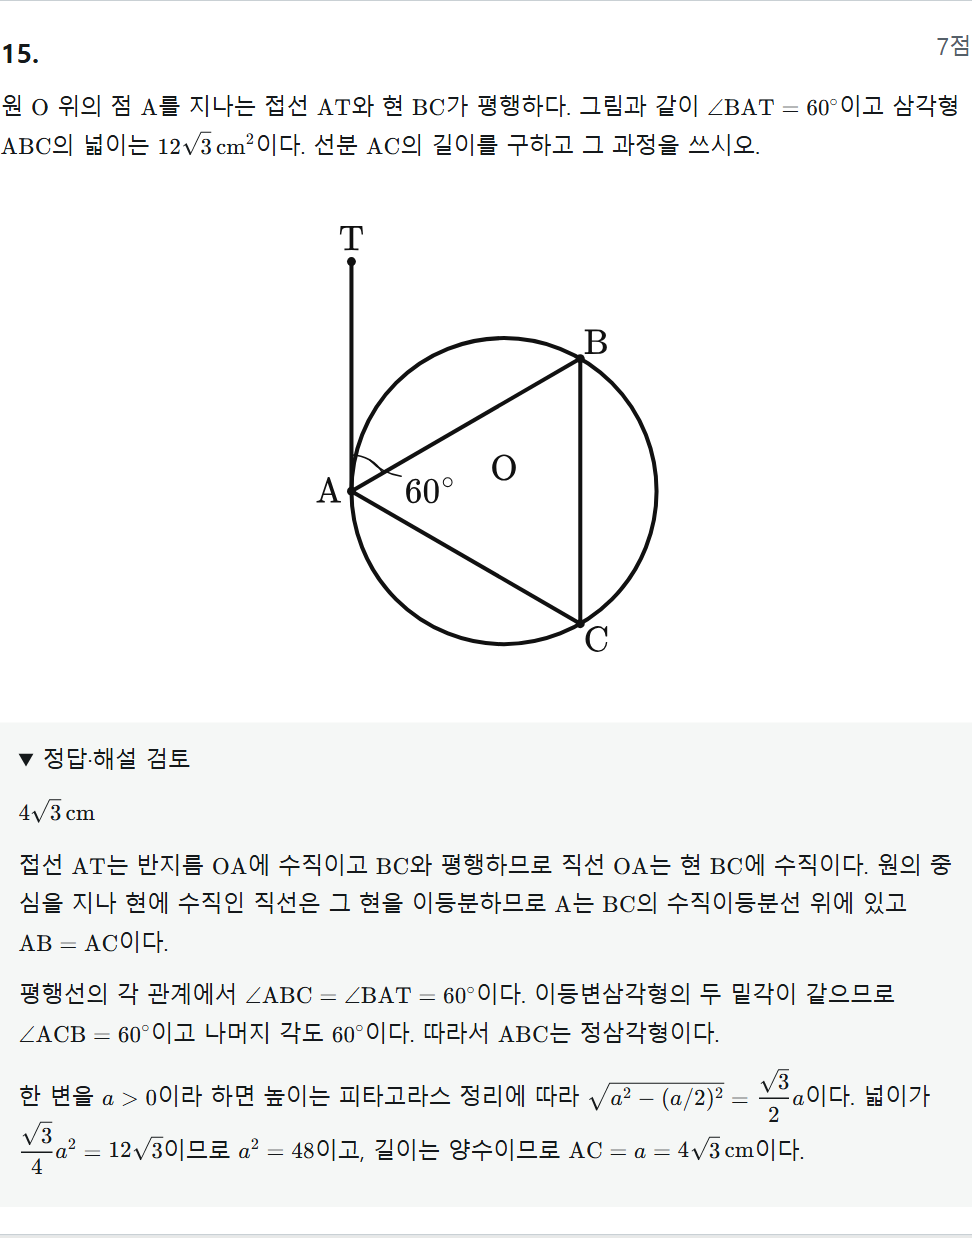 15.
7점
원 O 위의 점 A를 지나는 접선 AT와 현 BC가 평행하다. 그림과 같이 ∠BAT = 60°이고 삼각형
ABC의 넓이는 12√3 cm²이다. 선분 AC의 길이를 구하고 그 과정을 쓰시오.
T
B
O
A
60°
C
▼ 정답·해설 검토
4√3 cm
접선 AT는 반지름 OA에 수직이고 BC와 평행하므로 직선 OA는 현 BC에 수직이다. 원의 중
심을 지나 현에 수직인 직선은 그 현을 이등분하므로 A는 BC의 수직이등분선 위에 있고
AB = AC이다.
평행선의 각 관계에서 ∠ABC = ∠BAT = 60°이다. 이등변삼각형의 두 밑각이 같으므로
∠ACB = 60°이고 나머지 각도 60°이다. 따라서 ABC는 정삼각형이다.
한 변을 a > 0이라 하면 높이는 피타고라스 정리에 따라 √(a² − (a/2)²) = √3/2 a이다. 넓이가
√3/4 a² = 12√3이므로 a² = 48이고, 길이는 양수이므로 AC = a = 4√3 cm이다.